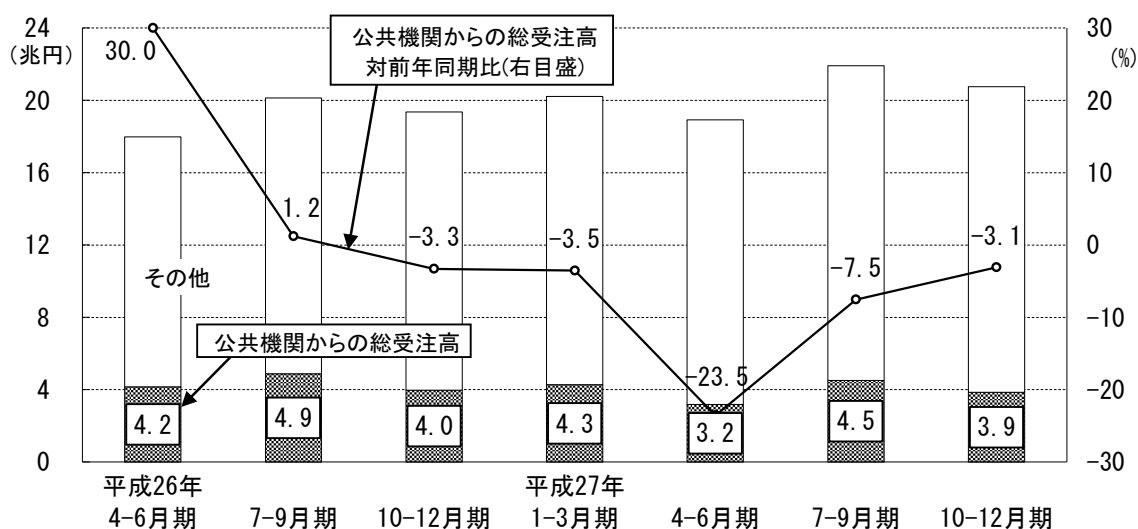 24
(兆円)
20
16
12
8
4
0
30
(%)
20
10
0
-10
-20
-30
公共機関からの総受注高
対前年同期比(右目盛)
30.0
1.2
-3.3
-3.5
-23.5
-7.5
-3.1
その他
公共機関からの総受注高
4.2
4.9
4.0
4.3
3.2
4.5
3.9
平成26年
平成27年
4-6月期
7-9月期
10-12月期
1-3月期
4-6月期
7-9月期
10-12月期